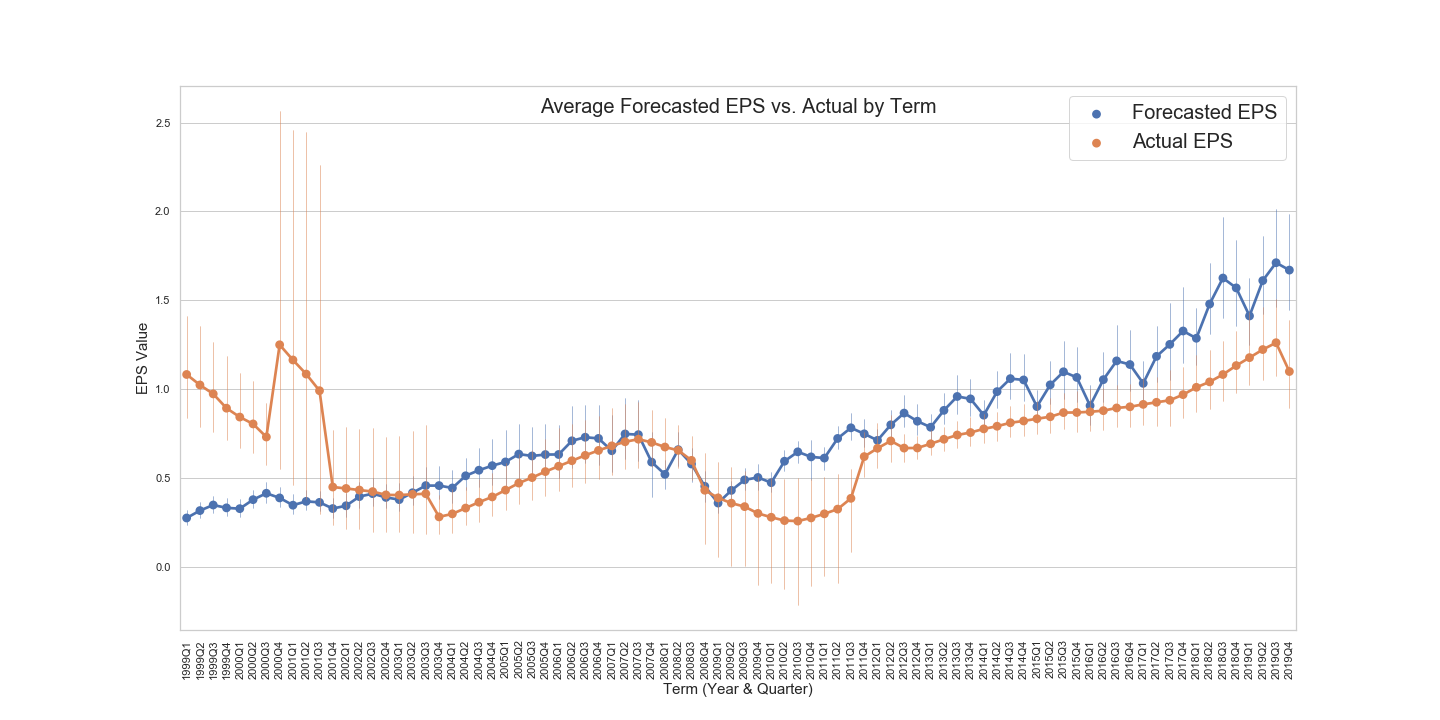 Average Forecasted EPS vs. Actual by Term
Forecasted EPS
Actual EPS
EPS Value
2.5
2.0
1.5
1.0
0.5
0.0
1999Q1
1999Q2
1999Q3
1999Q4
2000Q1
2000Q2
2000Q3
2000Q4
2001Q1
2001Q2
2001Q3
2001Q4
2002Q1
2002Q2
2002Q3
2002Q4
2003Q1
2003Q2
2003Q3
2003Q4
2004Q1
2004Q2
2004Q3
2004Q4
2005Q1
2005Q2
2005Q3
2005Q4
2006Q1
2006Q2
2006Q3
2006Q4
2007Q1
2007Q2
2007Q3
2007Q4
2008Q1
2008Q2
2008Q3
2008Q4
2009Q1
2009Q2
2009Q3
2009Q4
2010Q1
2010Q2
2010Q3
2010Q4
2011Q1
2011Q2
2011Q3
2011Q4
2012Q1
2012Q2
2012Q3
2012Q4
2013Q1
2013Q2
2013Q3
2013Q4
2014Q1
2014Q2
2014Q3
2014Q4
2015Q1
2015Q2
2015Q3
2015Q4
2016Q1
2016Q2
2016Q3
2016Q4
2017Q1
2017Q2
2017Q3
2017Q4
2018Q1
2018Q2
2018Q3
2018Q4
2019Q1
2019Q2
2019Q3
2019Q4
Term (Year & Quarter)